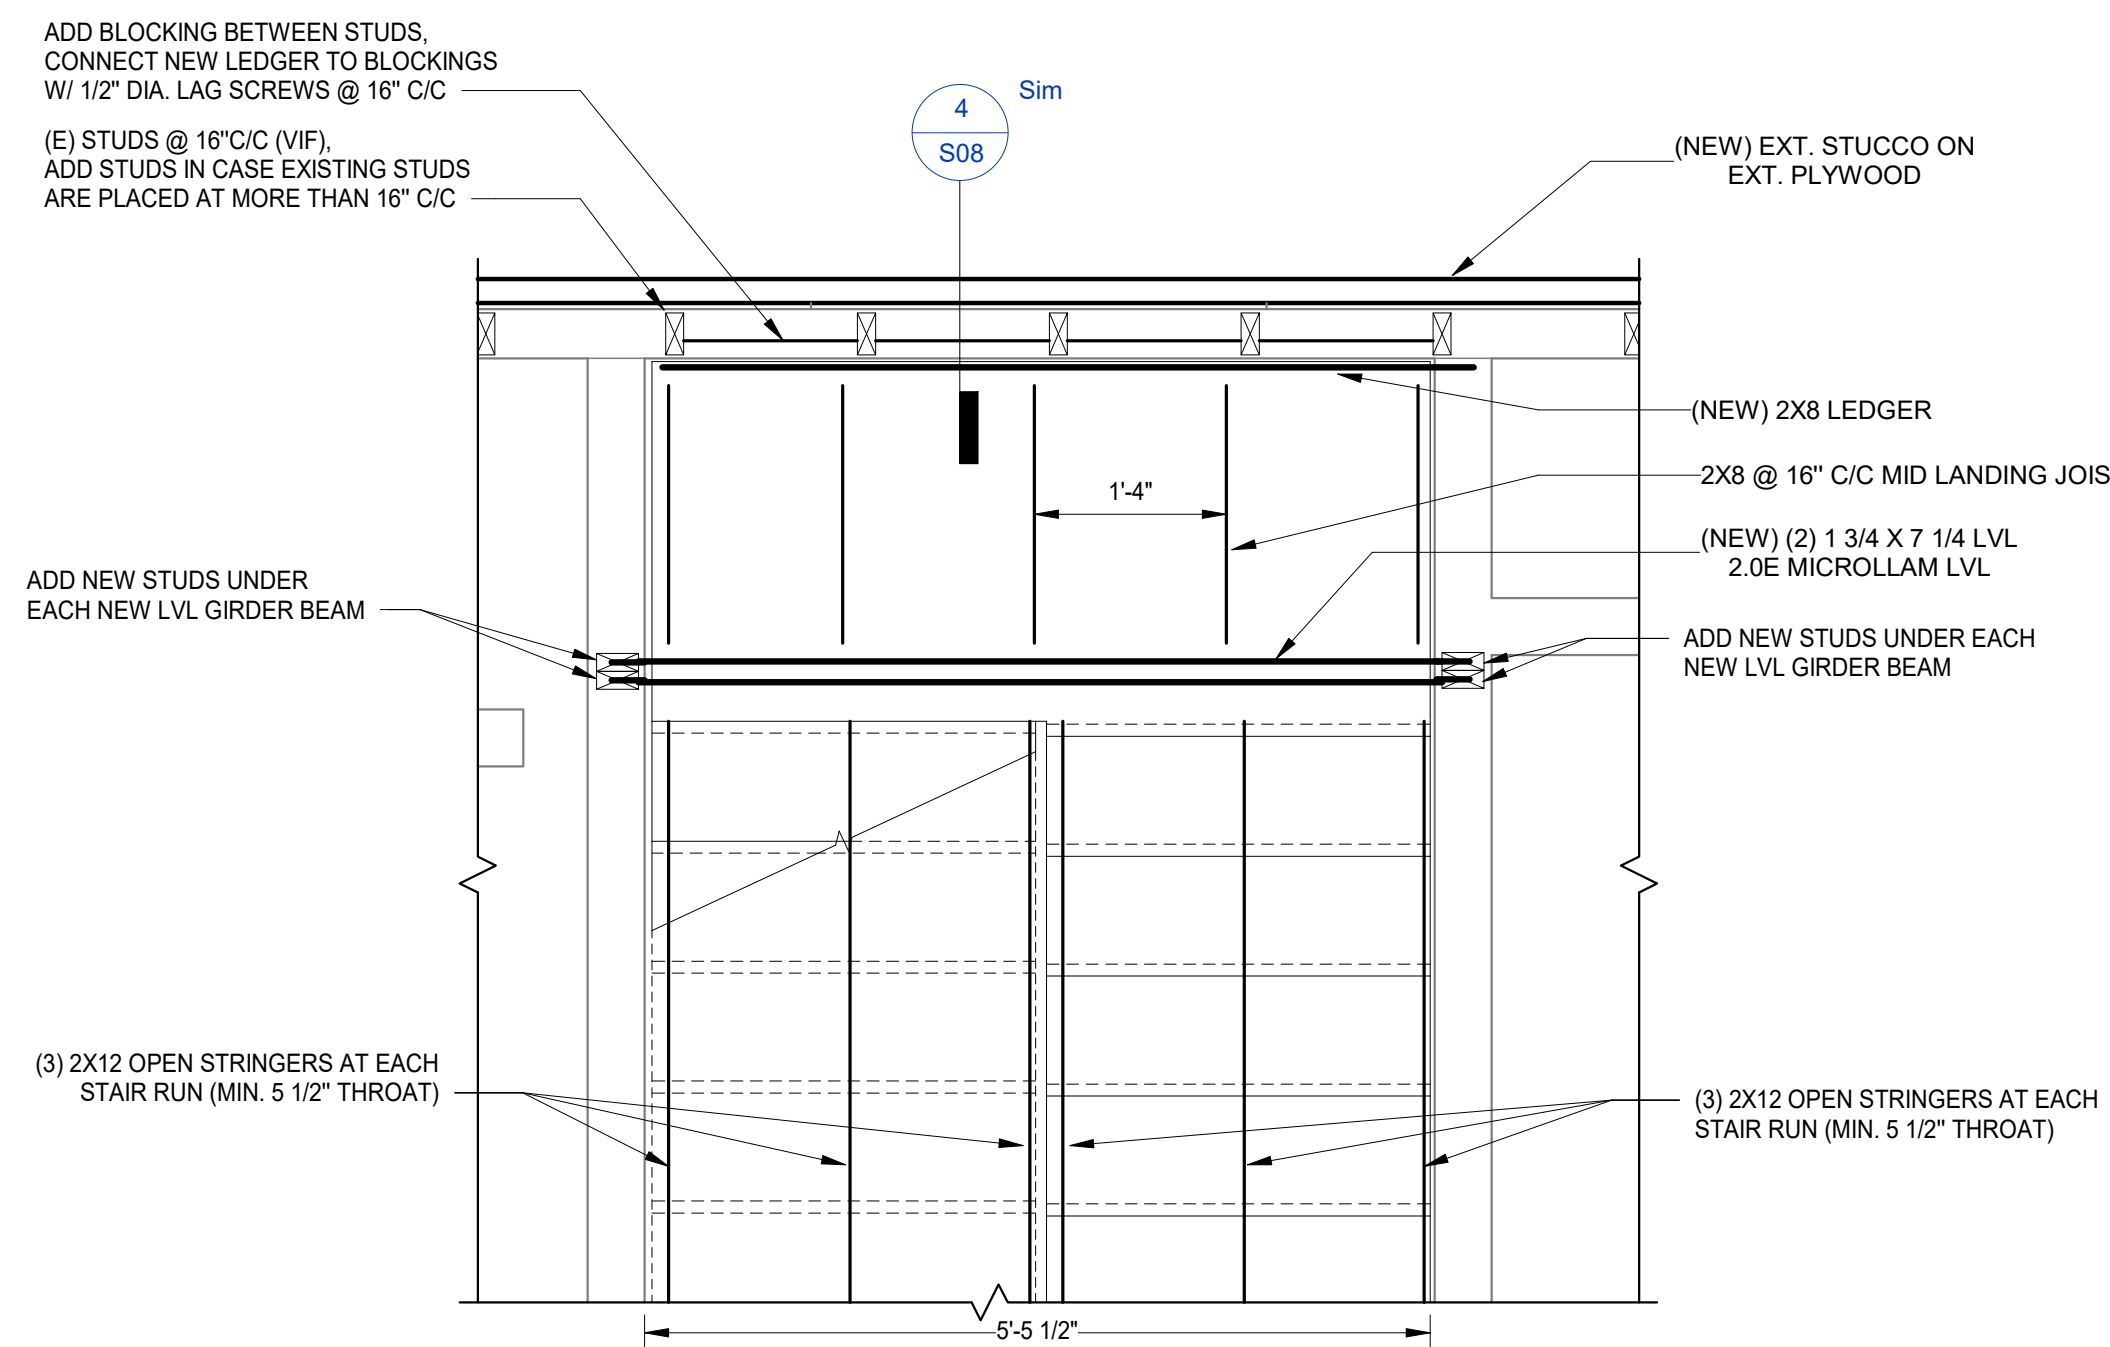 ADD BLOCKING BETWEEN STUDS,
CONNECT NEW LEDGER TO BLOCKINGS
W/ 1/2" DIA. LAG SCREWS @ 16" C/C
(E) STUDS @ 16"C/C (VIF),
ADD STUDS IN CASE EXISTING STUDS
ARE PLACED AT MORE THAN 16" C/C
4
S08
Sim
(NEW) EXT. STUCCO ON
EXT. PLYWOOD
(NEW) 2X8 LEDGER
2X8 @ 16" C/C MID LANDING JOIS
1'-4"
(NEW) (2) 1 3/4 X 7 1/4 LVL
2.0E MICROLLAM LVL
ADD NEW STUDS UNDER
EACH NEW LVL GIRDER BEAM
ADD NEW STUDS UNDER EACH
NEW LVL GIRDER BEAM
(3) 2X12 OPEN STRINGERS AT EACH
STAIR RUN (MIN. 5 1/2" THROAT)
(3) 2X12 OPEN STRINGERS AT EACH
STAIR RUN (MIN. 5 1/2" THROAT)
5'-5 1/2"